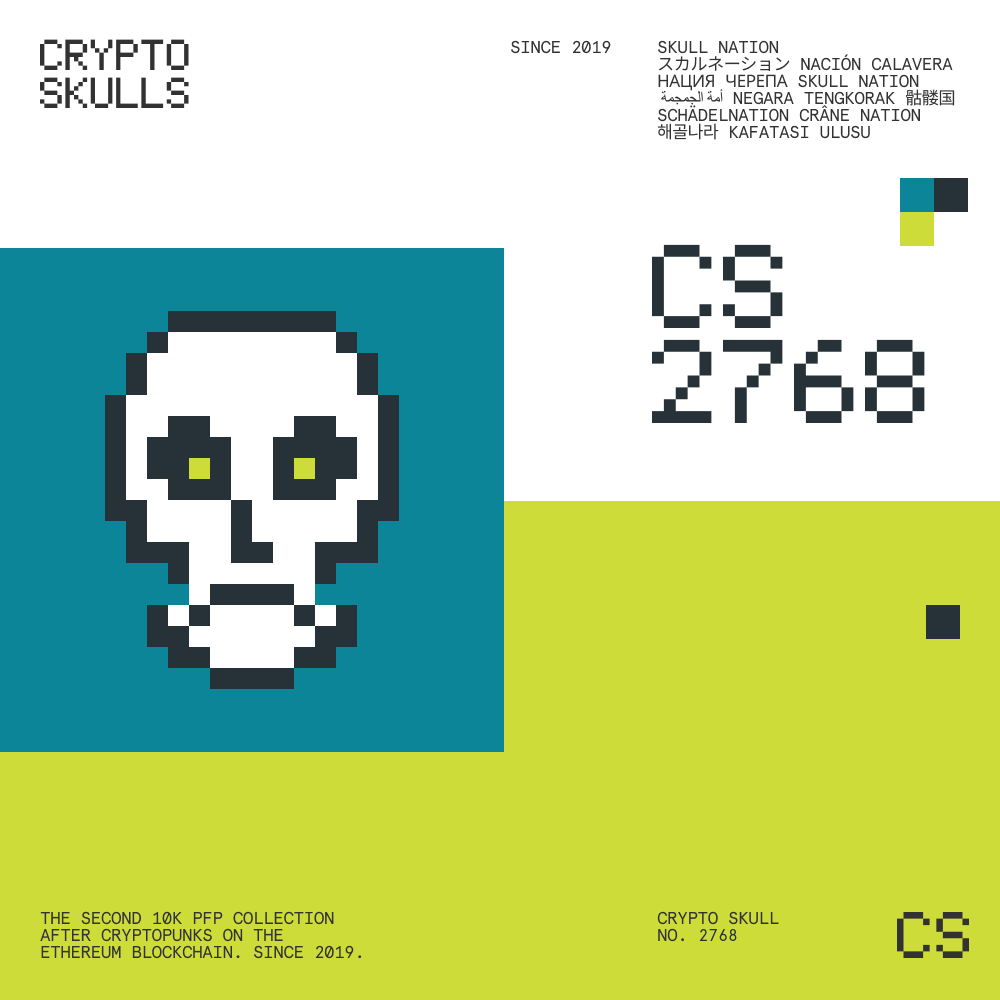 CRYPTO
SKULLS
SINCE 2019
SKULL NATION
スカルネーション NACIÓN CALAVERA
НАЦИЯ ЧЕРЕПА SKULL NATION
أمة الجمجمة NEGARA TENGKORAK 骷髅国
SCHÄDELNATION CRÂNE NATION
해골나라 KAFATASI ULUSU
CS
2768
THE SECOND 10K PFP COLLECTION
AFTER CRYPTOPUNKS ON THE
ETHEREUM BLOCKCHAIN. SINCE 2019.
CRYPTO SKULL
NO. 2768
CS